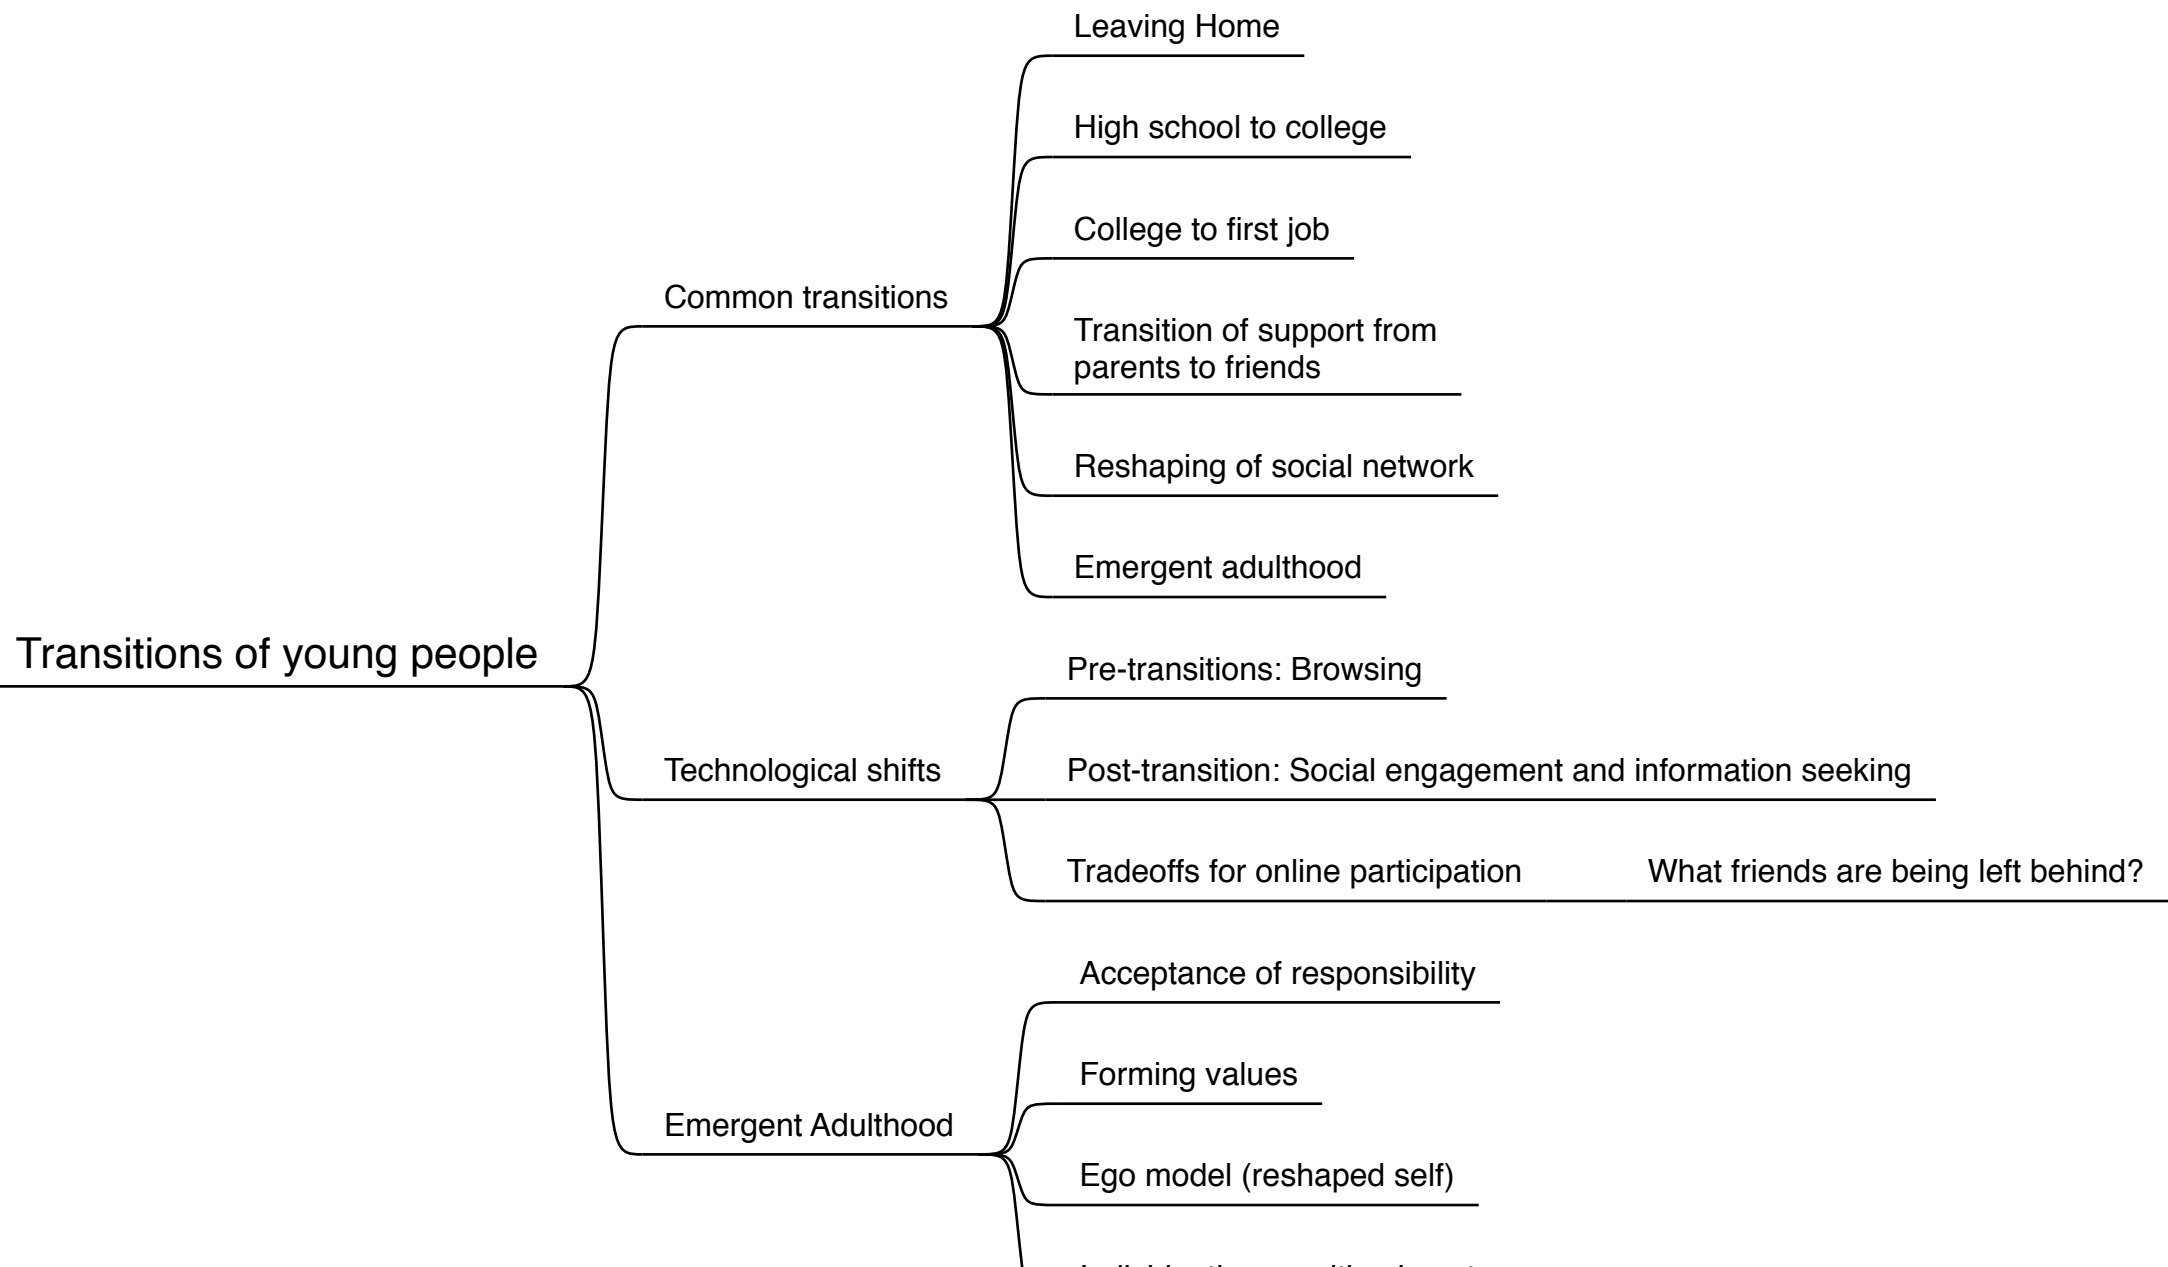 Leaving Home
High school to college
College to first job
Common transitions
Transition of support from
parents to friends
Reshaping of social network
Emergent adulthood
Transitions of young people
Pre-transitions: Browsing
Technological shifts
Post-transition: Social engagement and information seeking
Tradeoffs for online participation
What friends are being left behind?
Acceptance of responsibility
Forming values
Emergent Adulthood
Ego model (reshaped self)